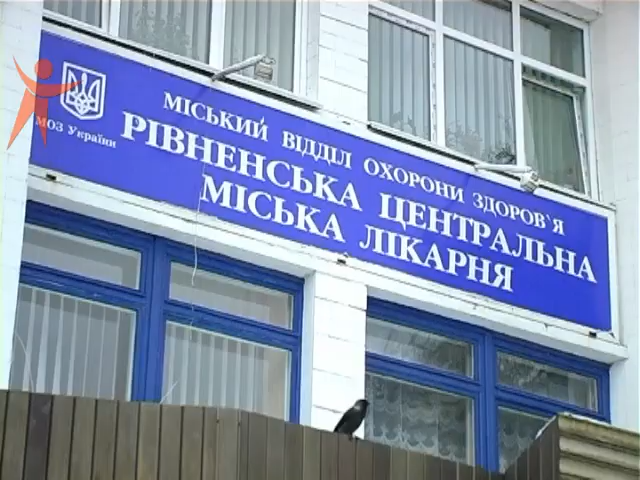 МОЗ України
МІСЬКИЙ ВІДДІЛ ОХОРОНИ ЗДОРОВ`Я
РІВНЕНСЬКА ЦЕНТРАЛЬНА
МІСЬКА ЛІКАРНЯ